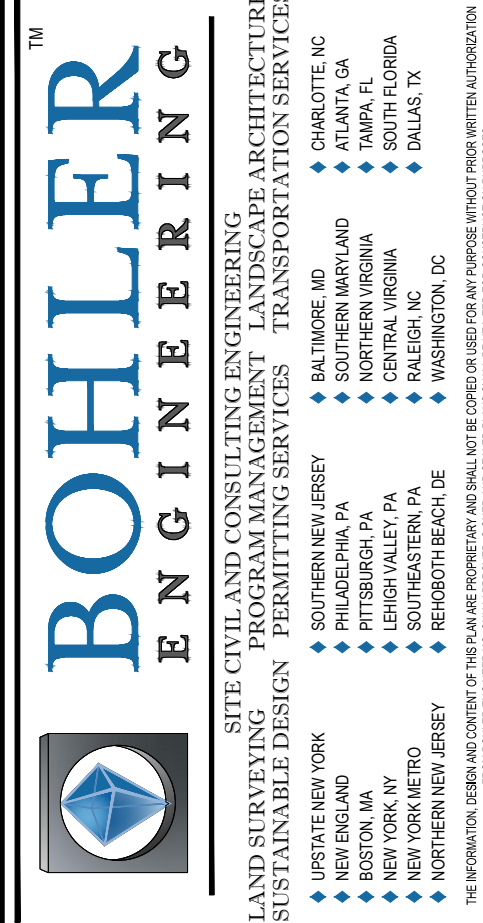 BOHLER™
ENGINEERING
SITE CIVIL AND CONSULTING ENGINEERING
LAND SURVEYING PROGRAM MANAGEMENT LANDSCAPE ARCHITECTURE
SUSTAINABLE DESIGN PERMITTING SERVICES TRANSPORTATION SERVICES
♦ UPSTATE NEW YORK ♦ SOUTHERN NEW JERSEY ♦ BALTIMORE, MD ♦ CHARLOTTE, NC
♦ NEW ENGLAND ♦ PHILADELPHIA, PA ♦ SOUTHERN MARYLAND ♦ ATLANTA, GA
♦ BOSTON, MA ♦ PITTSBURGH, PA ♦ NORTHERN VIRGINIA ♦ TAMPA, FL
♦ NEW YORK, NY ♦ LEHIGH VALLEY, PA ♦ CENTRAL VIRGINIA ♦ SOUTH FLORIDA
♦ NEW YORK METRO ♦ SOUTHEASTERN, PA ♦ RALEIGH, NC ♦ DALLAS, TX
♦ NORTHERN NEW JERSEY ♦ REHOBOTH BEACH, DE ♦ WASHINGTON, DC
THE INFORMATION, DESIGN AND CONTENT OF THIS PLAN ARE PROPRIETARY AND SHALL NOT BE COPIED OR USED FOR ANY PURPOSE WITHOUT PRIOR WRITTEN AUTHORIZATION